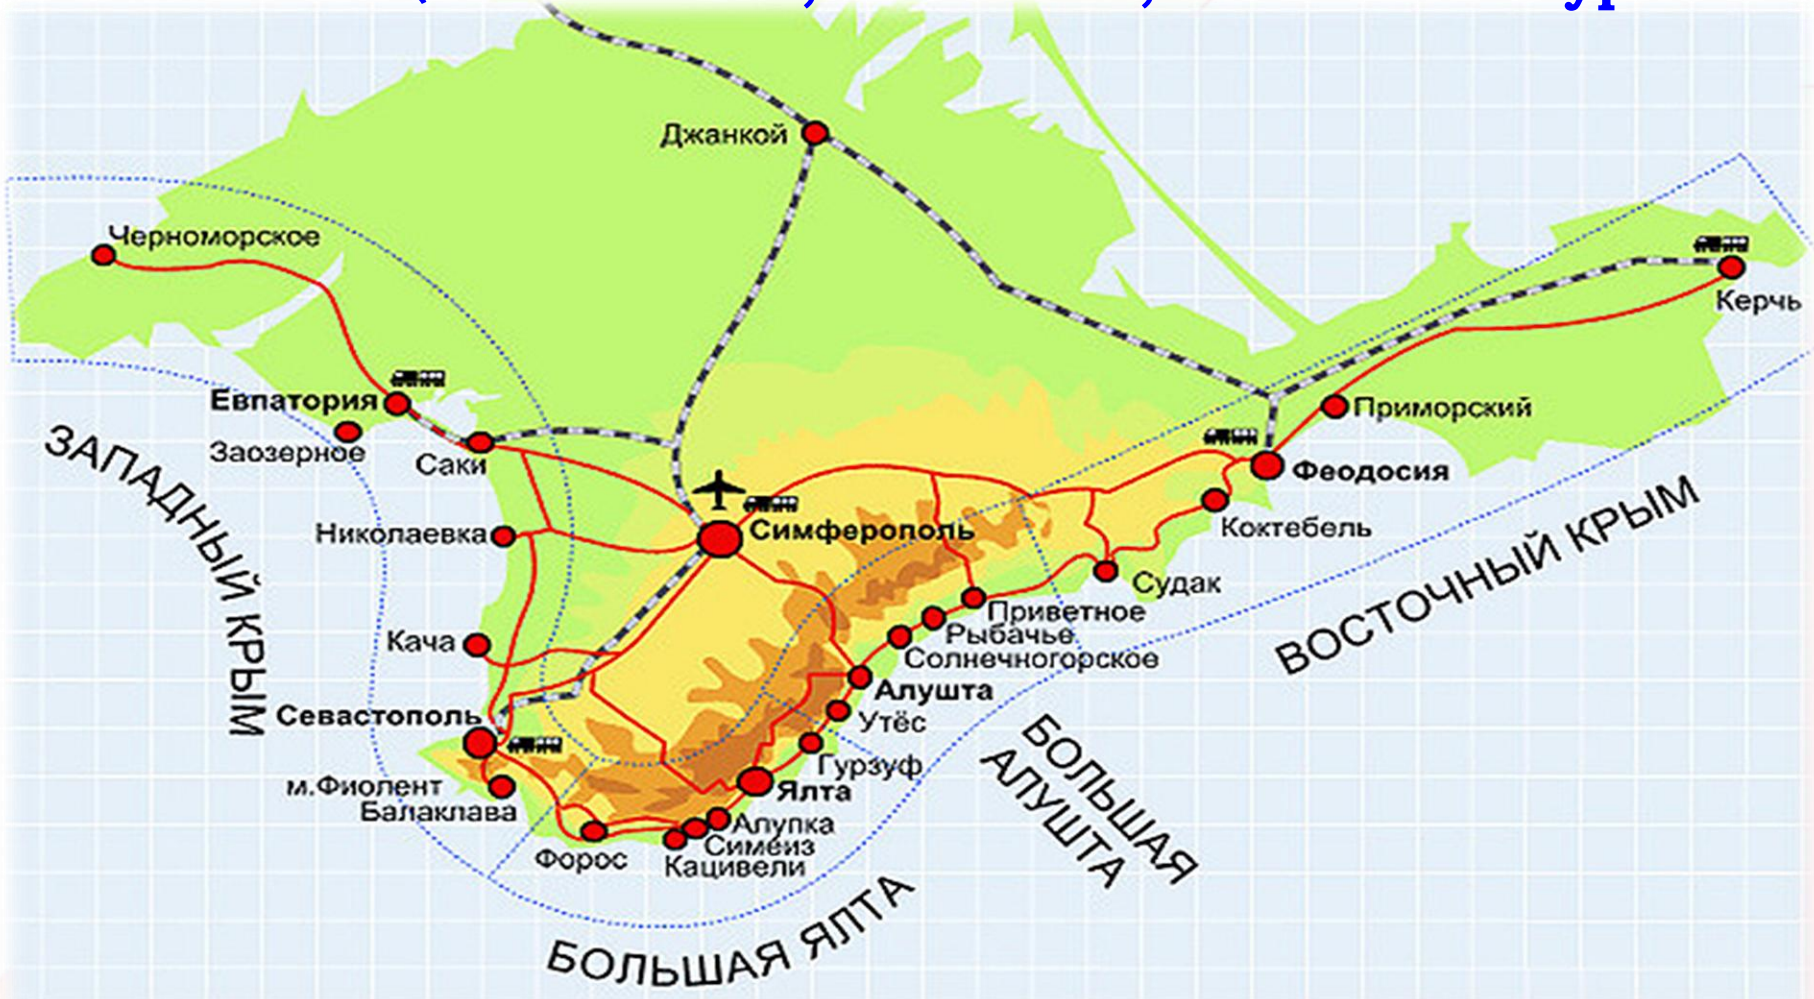 Джанкой
Черноморское
Керчь
Евпатория
Приморский
Заозерное
Саки
Феодосия
Николаевка
Симферополь
Коктебель
Судак
Приветное
Рыбачье
Солнечногорское
Кача
Алушта
Севастополь
Утёс
Гурзуф
м.Фиолент
Балаклава
Ялта
Алупка
Симеиз
Форос
Кацивели
ЗАПАДНЫЙ КРЫМ
ВОСТОЧНЫЙ КРЫМ
БОЛЬШАЯ
АЛУШТА
БОЛЬШАЯ ЯЛТА